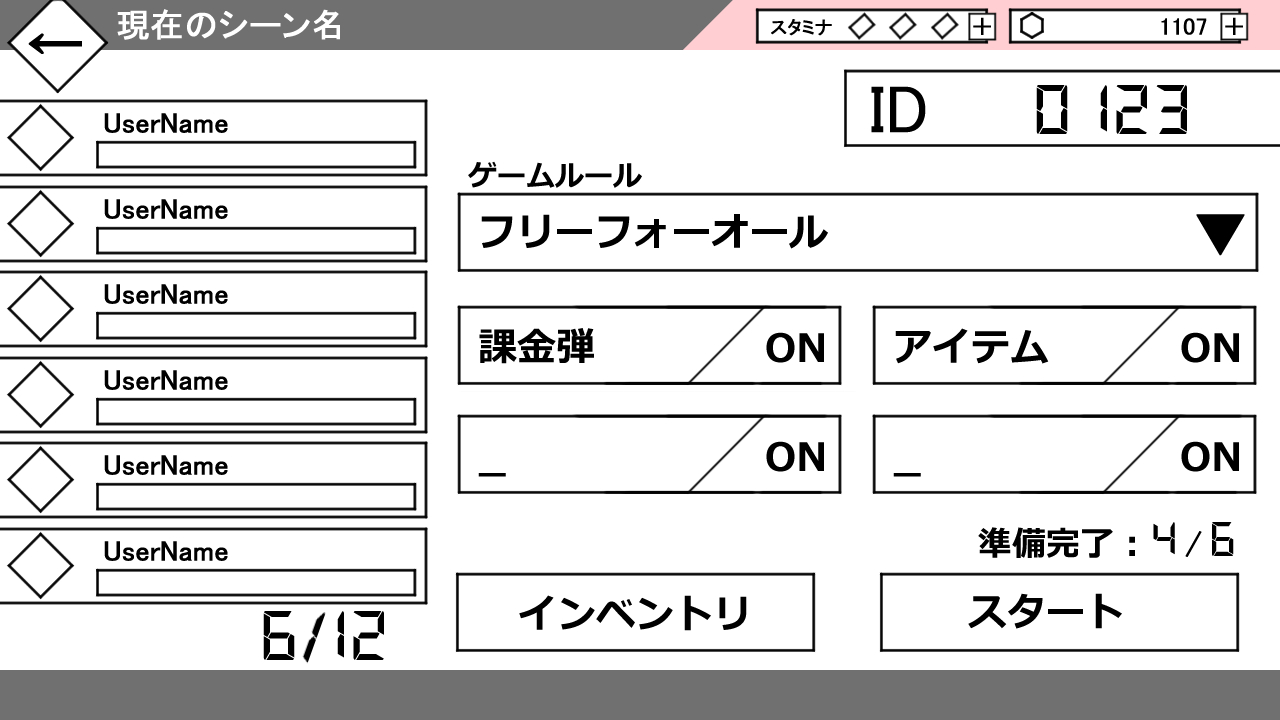 現在のシーン名
スタミナ
1107
ID 0123
UserName
UserName
UserName
UserName
UserName
UserName
6/12
ゲームルール
フリーフォーオール
課金弾 ON
アイテム ON
_ ON
_ ON
準備完了：4/6
インベントリ
スタート